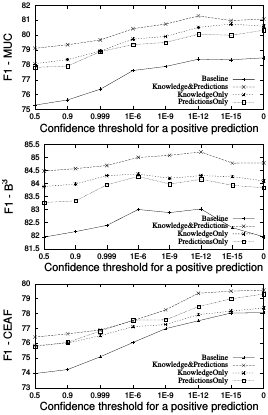 82
81
80
79
78
77
76
75
F1 - MUC
Baseline
Knowledge&Predictions
KnowledgeOnly
PredictionsOnly
0.5 0.9 0.999 1E-6 1E-9 1E-12 1E-15 0
Confidence threshold for a positive prediction
85.5
85
84.5
84
83.5
83
82.5
82
81.5
F1 - B³
Baseline
Knowledge&Predictions
KnowledgeOnly
PredictionsOnly
0.5 0.9 0.999 1E-6 1E-9 1E-12 1E-15 0
Confidence threshold for a positive prediction
80
79
78
77
76
75
74
73
F1 - CEAF
Baseline
Knowledge&Predictions
KnowledgeOnly
PredictionsOnly
0.5 0.9 0.999 1E-6 1E-9 1E-12 1E-15 0
Confidence threshold for a positive prediction